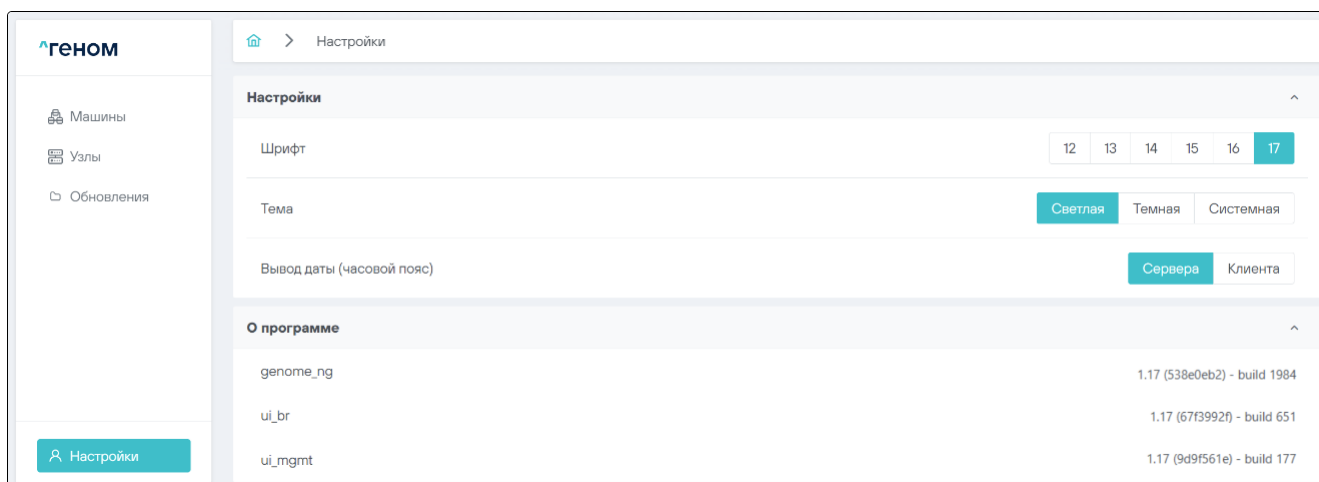 ^геном
Машины
Узлы
Обновления
Настройки
Настройки
Настройки
Шрифт
12 13 14 15 16 17
Тема
Светлая Темная Системная
Вывод даты (часовой пояс)
Сервера Клиента
О программе
genome_ng
1.17 (538e0eb2) - build 1984
ui_br
1.17 (67f3992f) - build 651
ui_mgmt
1.17 (9d9f561e) - build 177